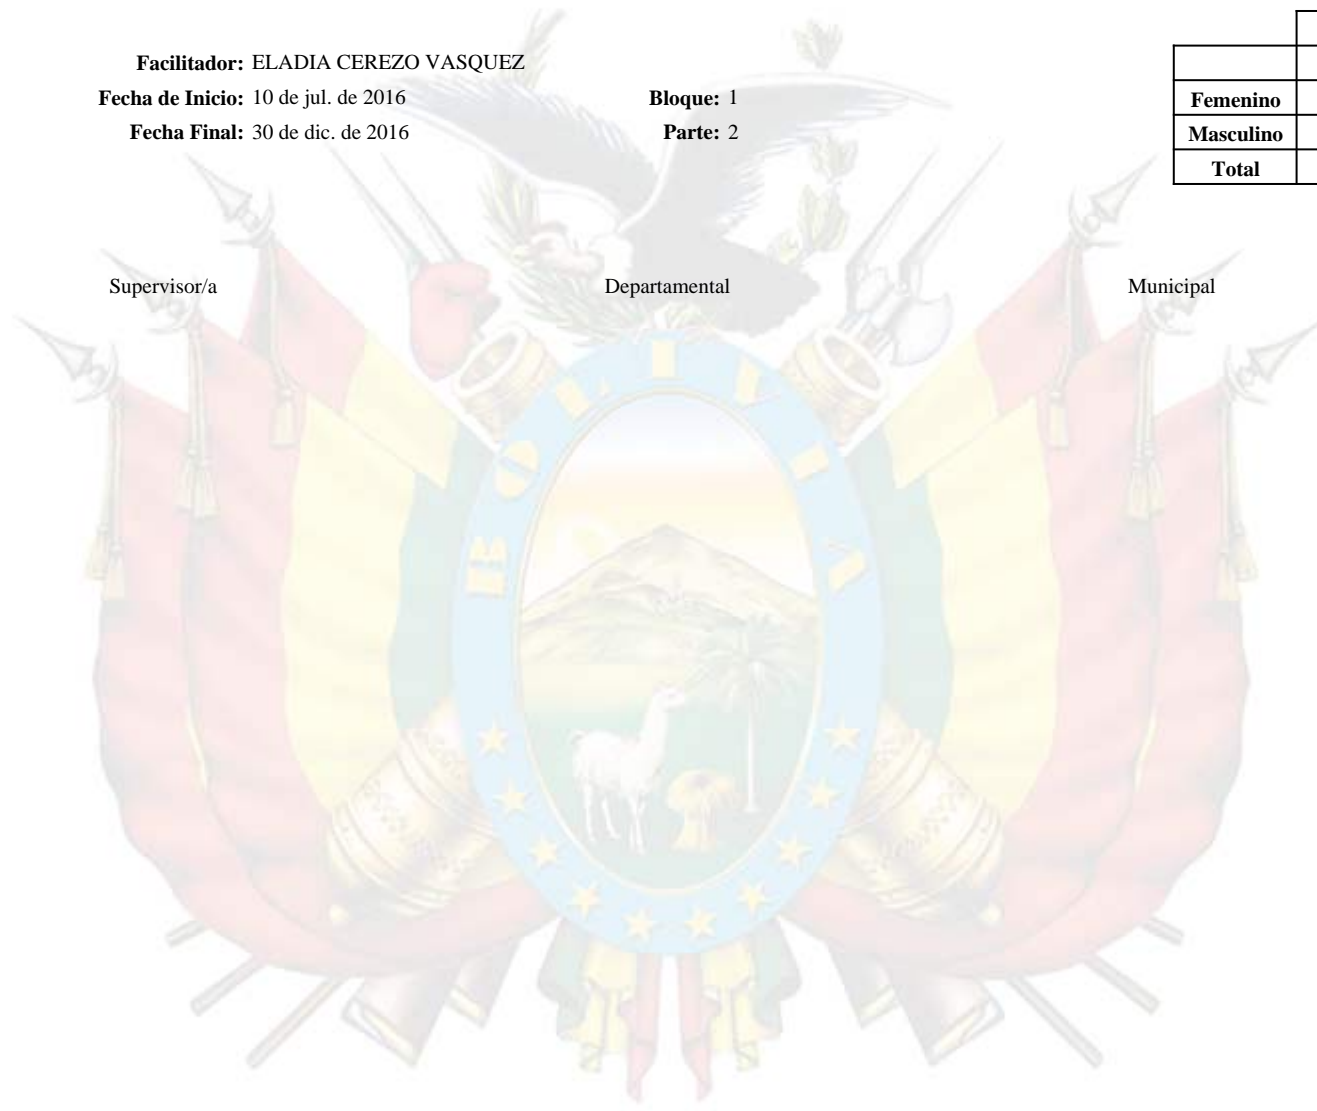 Facilitador: ELADIA CEREZO VASQUEZ
Fecha de Inicio: 10 de jul. de 2016 Bloque: 1
Fecha Final: 30 de dic. de 2016 Parte: 2
Femenino
Masculino
Total
Supervisor/a Departamental Municipal
BOLIVIA